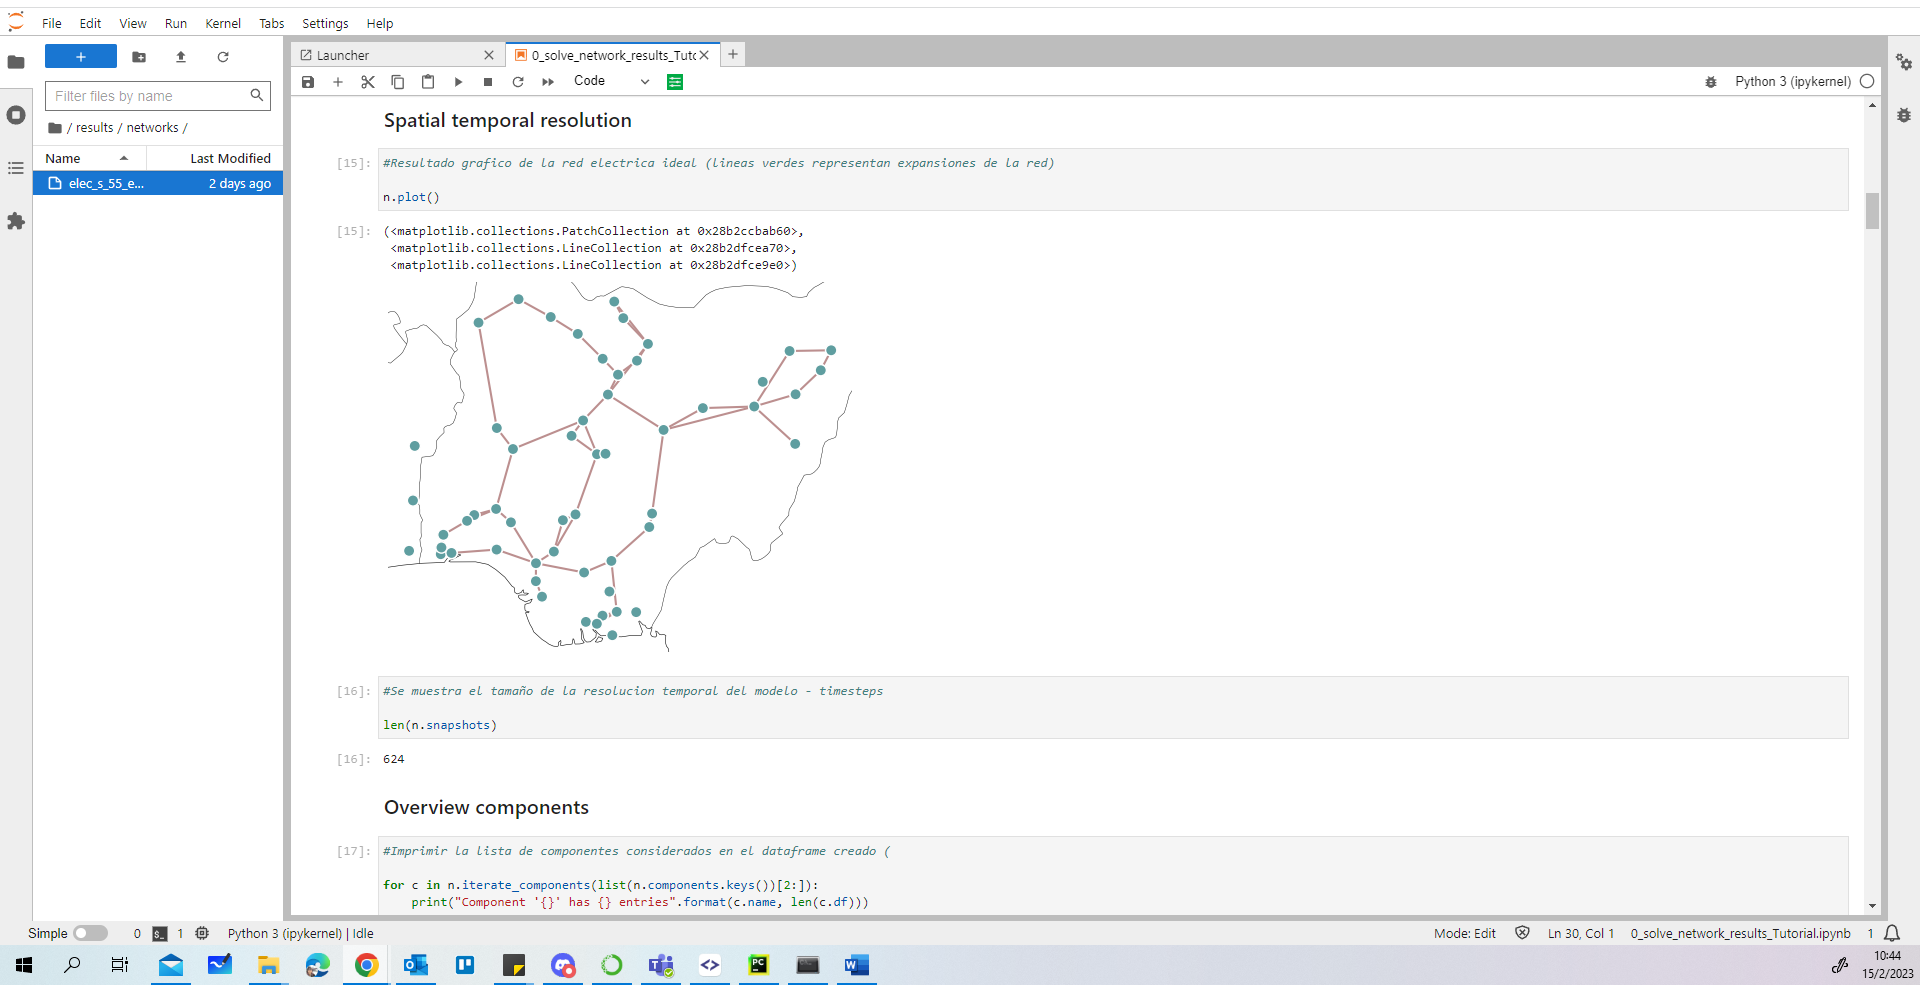 File Edit View Run Kernel Tabs Settings Help
Launcher
0_solve_network_results_Tuto
Code
Python 3 (ipykernel)
Filter files by name
/ results / networks /
Name Last Modified
elec_s_55_e... 2 days ago
Spatial temporal resolution
[15]: #Resultado grafico de la red electrica ideal (lineas verdes representan expansiones de la red)
n.plot()
[15]: (<matplotlib.collections.PatchCollection at 0x28b2ccbab60>,
<matplotlib.collections.LineCollection at 0x28b2dfcea70>,
<matplotlib.collections.LineCollection at 0x28b2dfce9e0>)
[16]: #Se muestra el tamaño de la resolucion temporal del modelo - timesteps
len(n.snapshots)
[16]: 624
Overview components
[17]: #Imprimir la lista de componentes considerados en el dataframe creado (
for c in n.iterate_components(list(n.components.keys())[2:]):
print("Component '{}' has {} entries".format(c.name, len(c.df)))
Simple 0 1 Python 3 (ipykernel) | Idle
Mode: Edit Ln 30, Col 1 0_solve_network_results_Tutorial.ipynb 1
10:44
15/2/2023